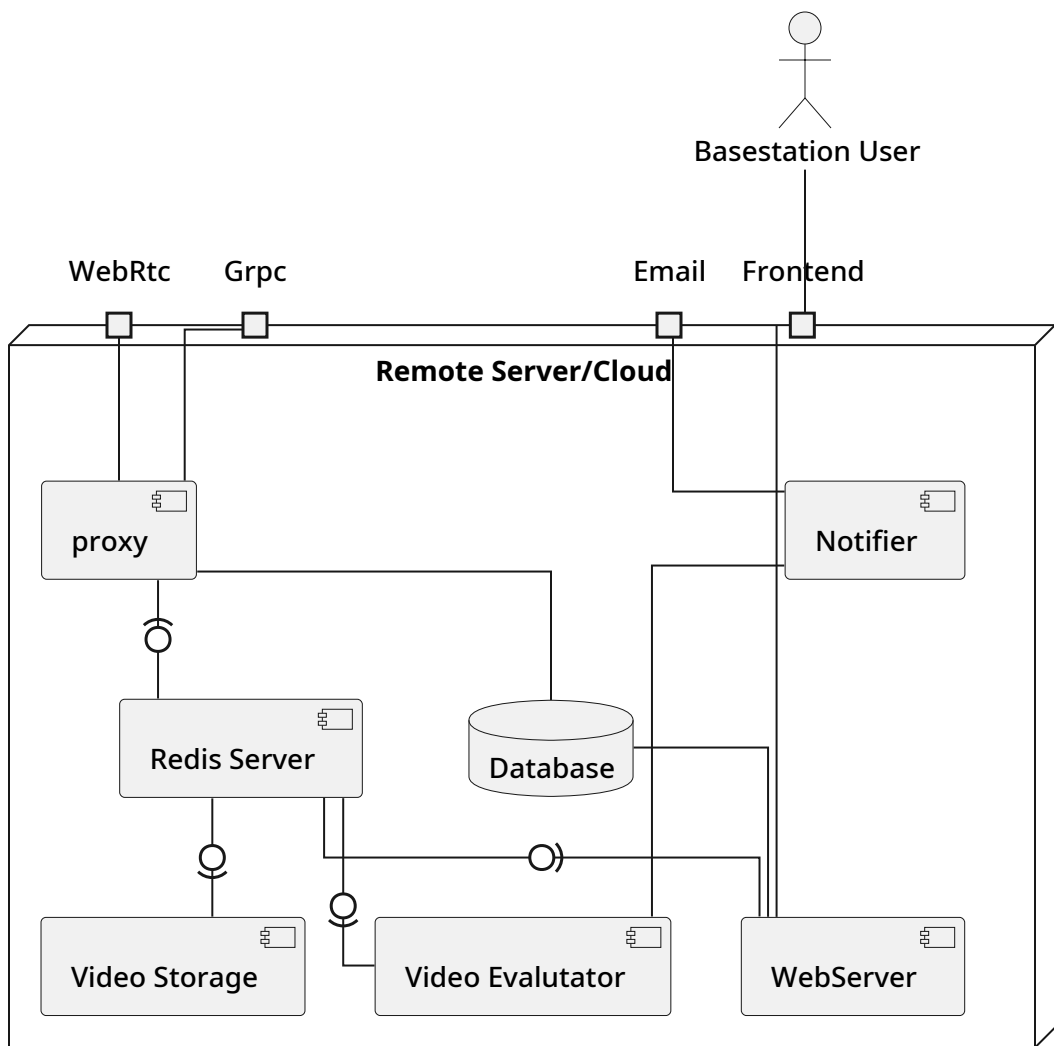 Basestation User
WebRtc
Grpc
Email
Frontend
Remote Server/Cloud
proxy
Notifier
Redis Server
Database
Video Storage
Video Evalutator
WebServer